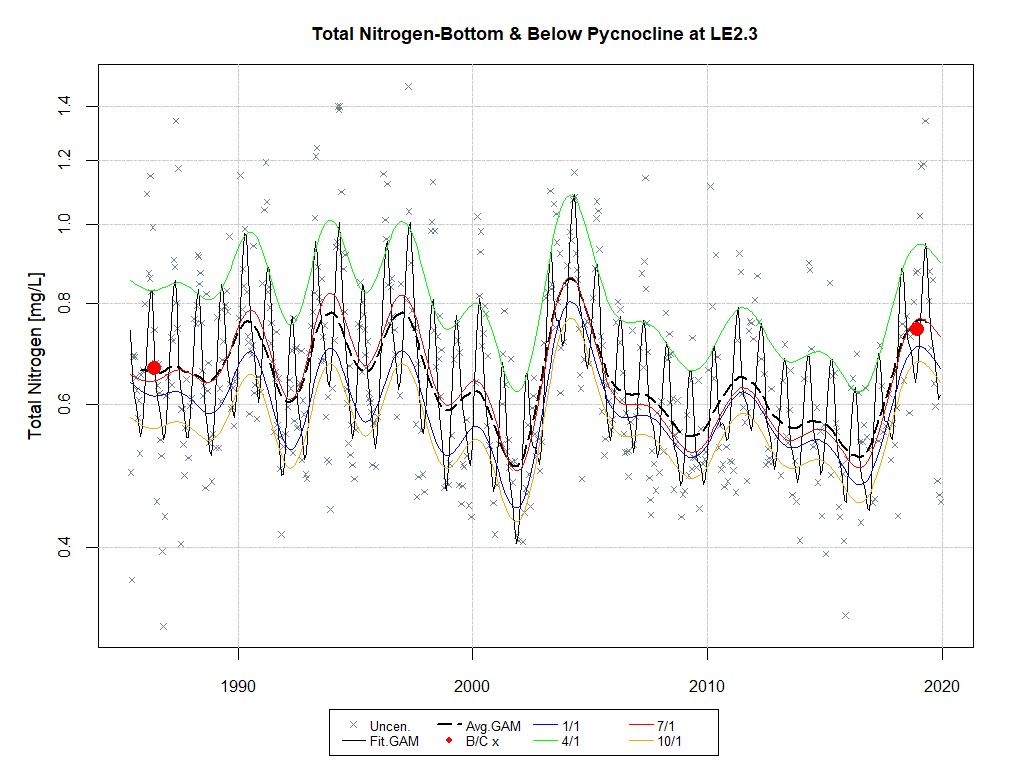 Total Nitrogen-Bottom & Below Pycnocline at LE2.3
Total Nitrogen [mg/L]
1.4
1.2
1.0
0.8
0.6
0.4
1990 2000 2010 2020
Uncen. Avg.GAM 1/1 7/1
Fit.GAM B/C x 4/1 10/1